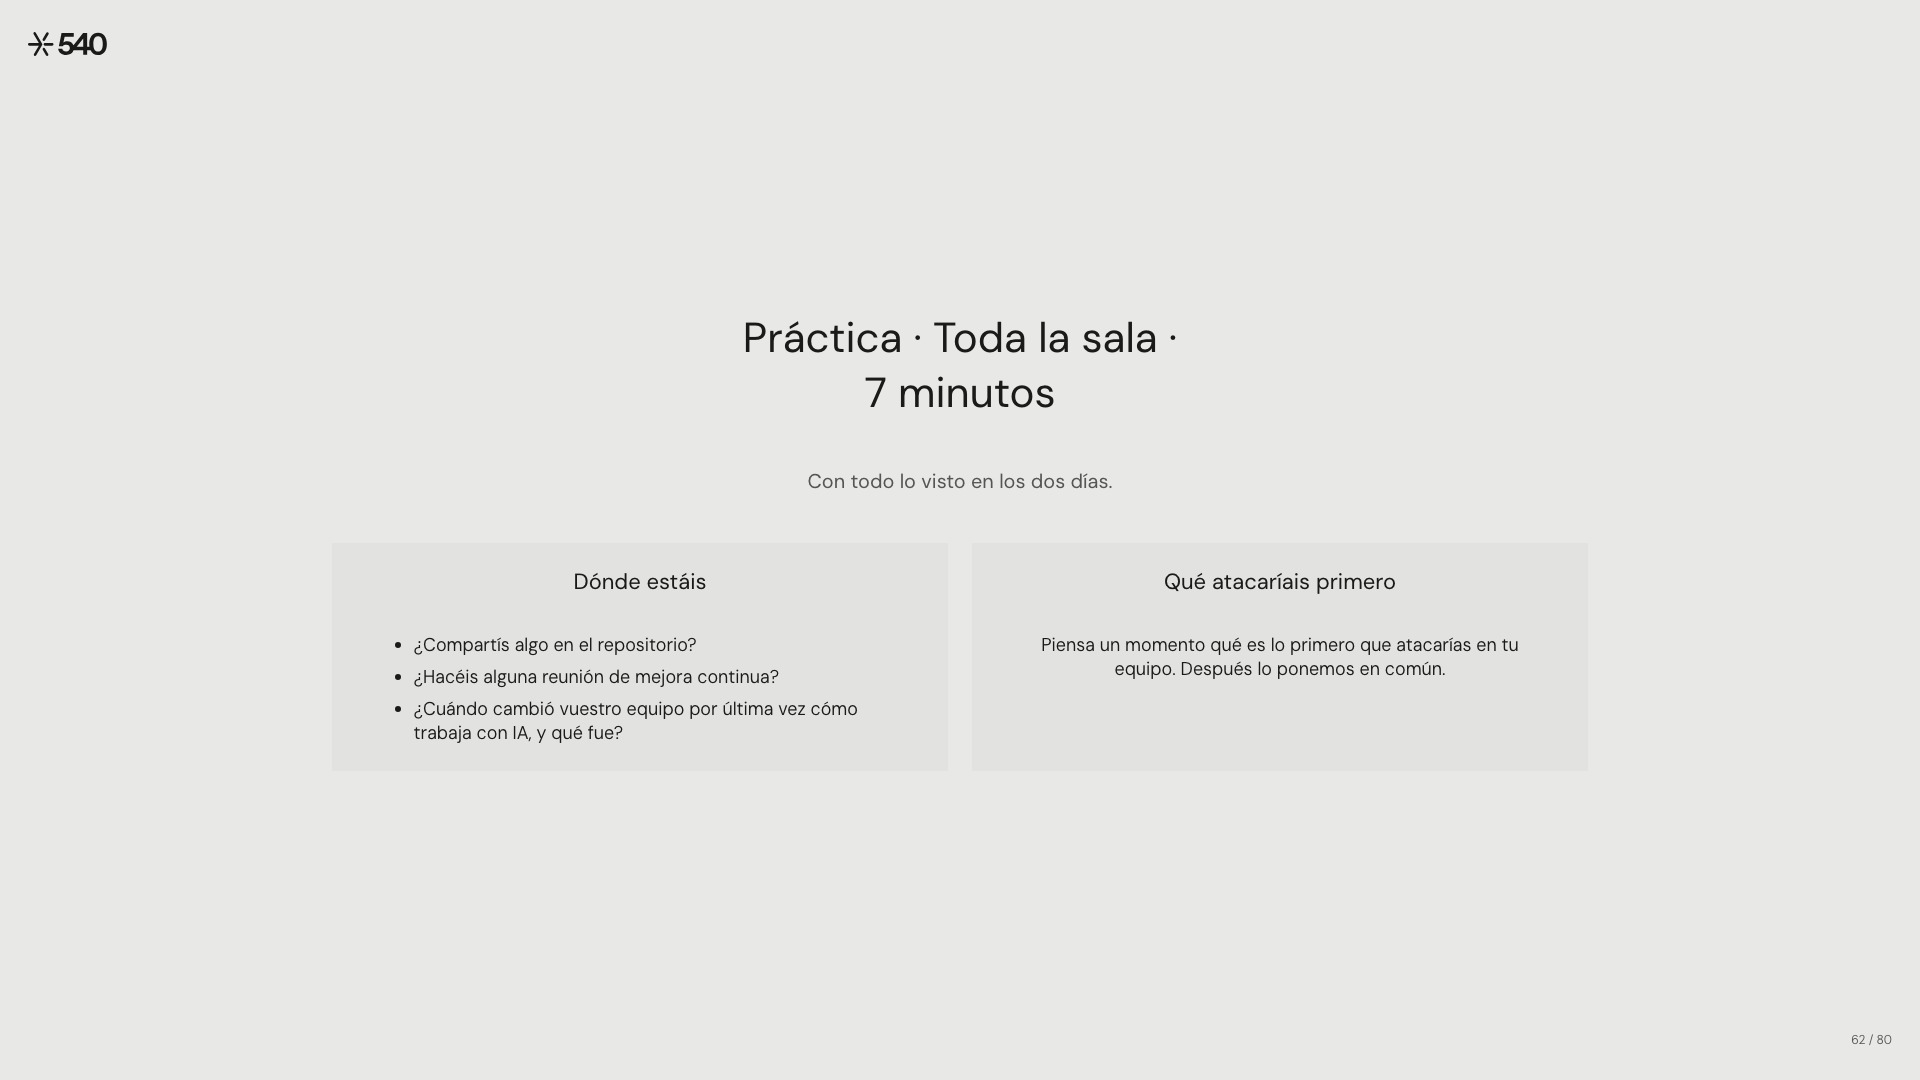 540
Práctica · Toda la sala ·
7 minutos
Con todo lo visto en los dos días.
Dónde estáis
• ¿Compartís algo en el repositorio?
• ¿Hacéis alguna reunión de mejora continua?
• ¿Cuándo cambió vuestro equipo por última vez cómo
trabaja con IA, y qué fue?
Qué atacaríais primero
Piensa un momento qué es lo primero que atacarías en tu
equipo. Después lo ponemos en común.
62 / 80